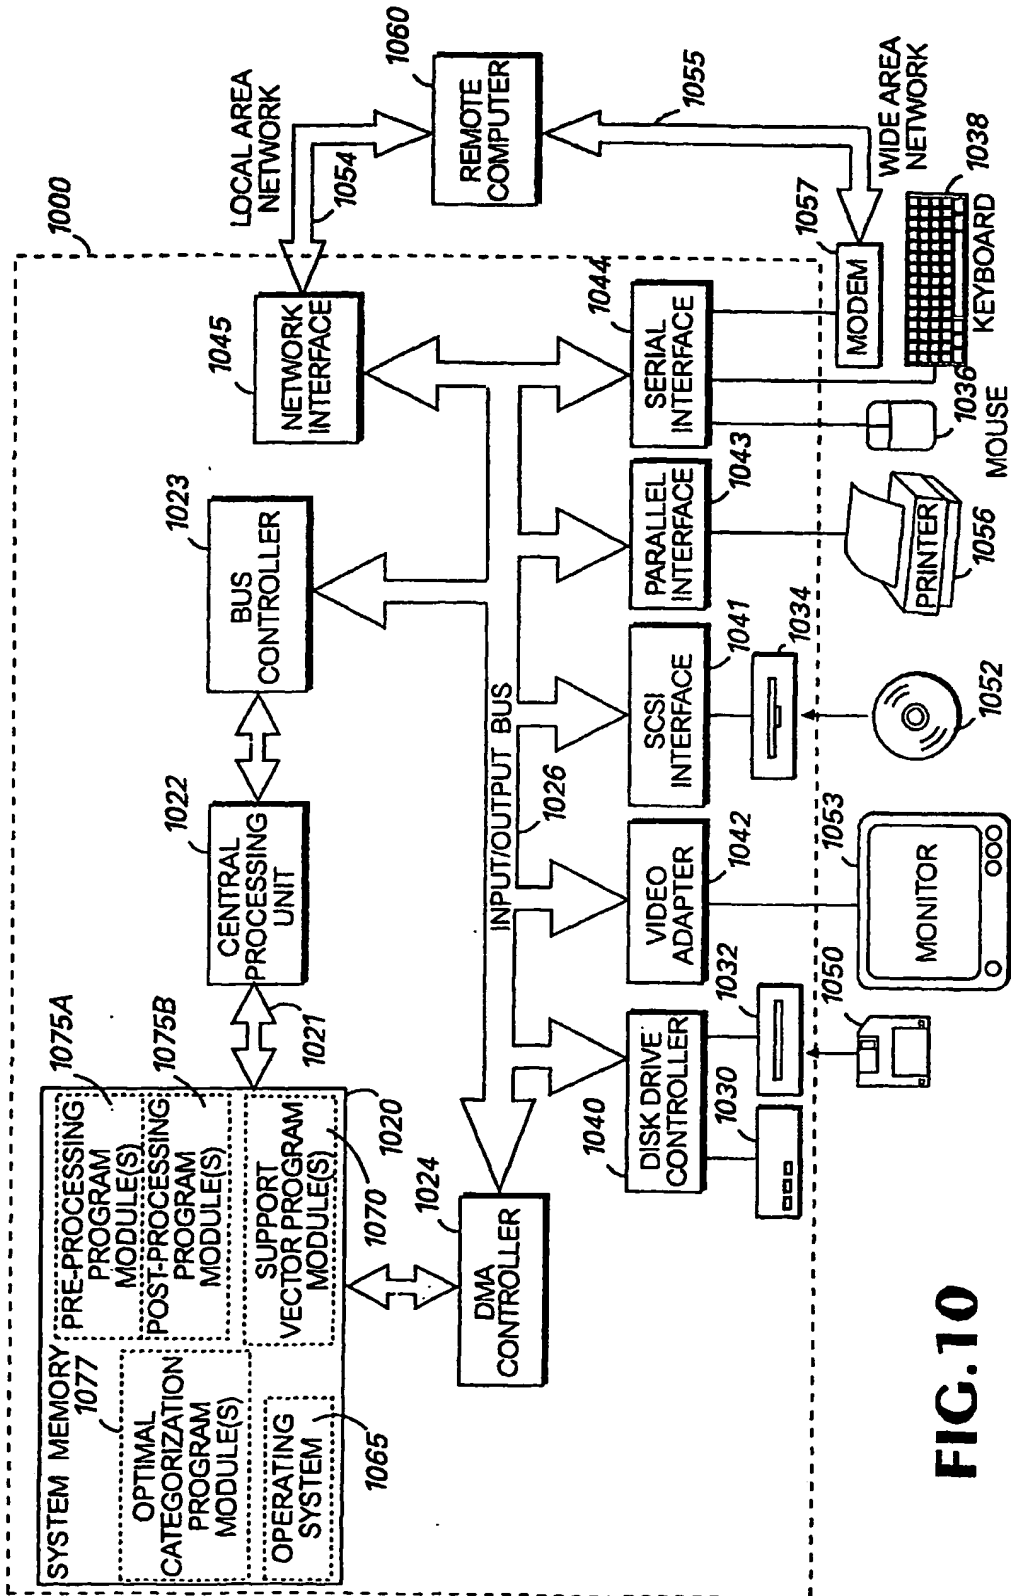 1000
SYSTEM MEMORY
1077
OPTIMAL
CATEGORIZATION
PROGRAM
MODULE(S)
OPERATING
SYSTEM
1065
PRE-PROCESSING
PROGRAM
MODULE(S)
POST-PROCESSING
PROGRAM
MODULE(S)
SUPPORT
VECTOR PROGRAM
MODULE(S)
1075A
1075B
1070
1020
1021
1022
CENTRAL
PROCESSING
UNIT
1023
BUS
CONTROLLER
1045
NETWORK
INTERFACE
LOCAL AREA
NETWORK
1054
1060
REMOTE
COMPUTER
1055
WIDE AREA
NETWORK
1024
DMA
CONTROLLER
INPUT/OUTPUT BUS
1026
1040
DISK DRIVE
CONTROLLER
1042
VIDEO
ADAPTER
1041
SCSI
INTERFACE
1043
PARALLEL
INTERFACE
1044
SERIAL
INTERFACE
1030
1032
1034
1057
MODEM
1050
1053
MONITOR
1052
PRINTER
1056
1036
MOUSE
1038
KEYBOARD
FIG.10